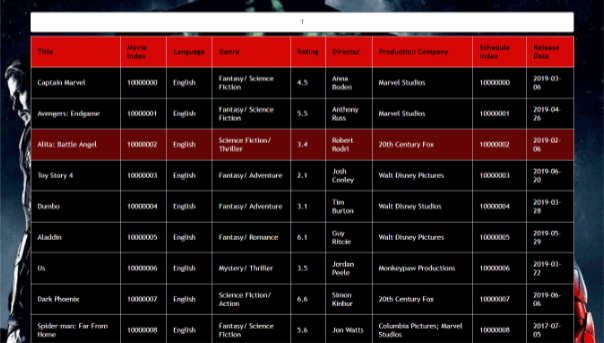 T
Title Movie Index Language Genre Rating Director Production Company Schedule Index Release Date
Captain Marvel 10000000 English Fantasy/ Science Fiction 4.5 Anna Boden Marvel Studios 10000000 2019-03-06
Avengers: Endgame 10000001 English Fantasy/ Science Fiction 5.5 Anthony Russ Marvel Studios 10000001 2019-04-26
Alita: Battle Angel 10000002 English Science Fiction/ Thriller 3.4 Robert Rodri 20th Century Fox 10000002 2019-02-06
Toy Story 4 10000003 English Fantasy/ Adventure 2.1 Josh Cooley Walt Disney Pictures 10000003 2019-06-20
Dumbo 10000004 English Fantasy/ Adventure 3.1 Tim Burton Walt Disney Studios 10000004 2019-03-28
Aladdin 10000005 English Fantasy/ Romance 6.1 Guy Ritcie Walt Disney Pictures 10000005 2019-05-29
Us 10000006 English Mystery/ Thriller 3.5 Jordan Peele Monkeypaw Productions 10000006 2019-03-22
Dark Phoenix 10000007 English Science Fiction/ Action 6.6 Simon Kinbur 20th Century Fox 10000007 2019-06-06
Spider-man: Far From Home 10000008 English Fantasy/ Science Fiction 5.6 Jon Watts Columbia Pictures; Marvel Studios 10000008 2017-07-05